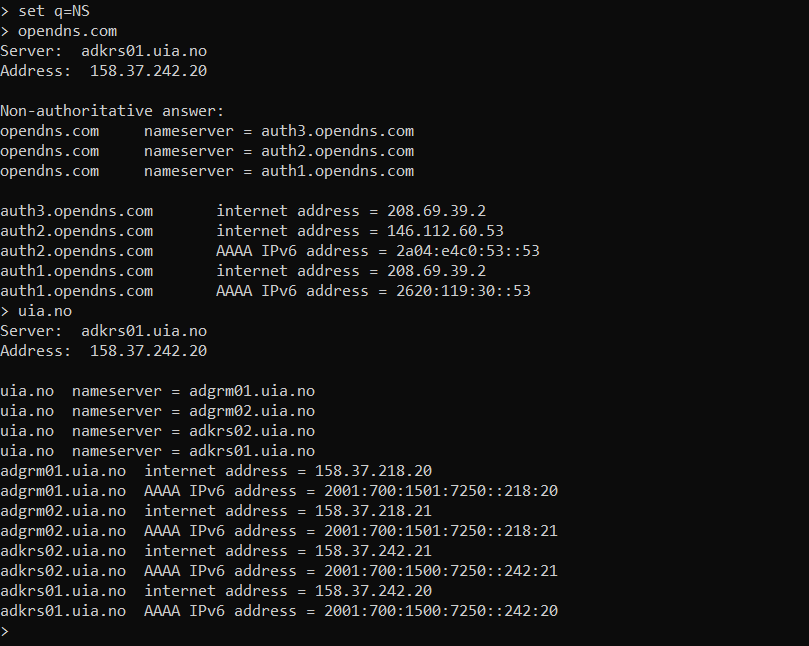 > set q=NS
> opendns.com
Server:  adkrs01.uia.no
Address:  158.37.242.20

Non-authoritative answer:
opendns.com     nameserver = auth3.opendns.com
opendns.com     nameserver = auth2.opendns.com
opendns.com     nameserver = auth1.opendns.com

auth3.opendns.com       internet address = 208.69.39.2
auth2.opendns.com       internet address = 146.112.60.53
auth2.opendns.com       AAAA IPv6 address = 2a04:e4c0:53::53
auth1.opendns.com       internet address = 208.69.39.2
auth1.opendns.com       AAAA IPv6 address = 2620:119:30::53
> uia.no
Server:  adkrs01.uia.no
Address:  158.37.242.20

uia.no  nameserver = adgrm01.uia.no
uia.no  nameserver = adgrm02.uia.no
uia.no  nameserver = adkrs02.uia.no
uia.no  nameserver = adkrs01.uia.no
adgrm01.uia.no  internet address = 158.37.218.20
adgrm01.uia.no  AAAA IPv6 address = 2001:700:1501:7250::218:20
adgrm02.uia.no  internet address = 158.37.218.21
adgrm02.uia.no  AAAA IPv6 address = 2001:700:1501:7250::218:21
adkrs02.uia.no  internet address = 158.37.242.21
adkrs02.uia.no  AAAA IPv6 address = 2001:700:1500:7250::242:21
adkrs01.uia.no  internet address = 158.37.242.20
adkrs01.uia.no  AAAA IPv6 address = 2001:700:1500:7250::242:20
>